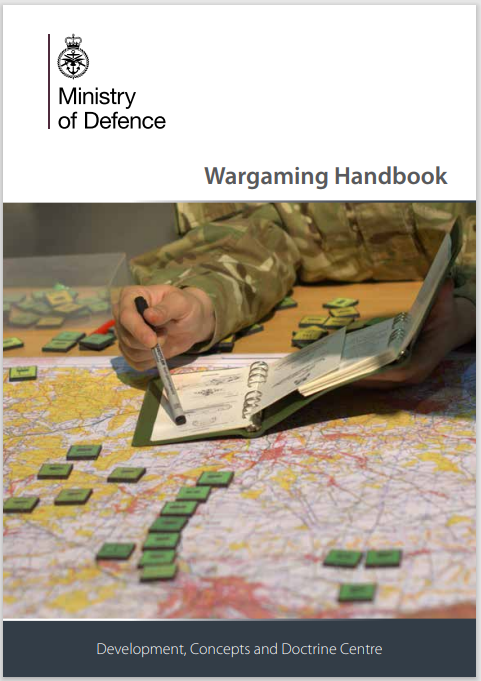 Ministry
of Defence
Wargaming Handbook
Development, Concepts and Doctrine Centre